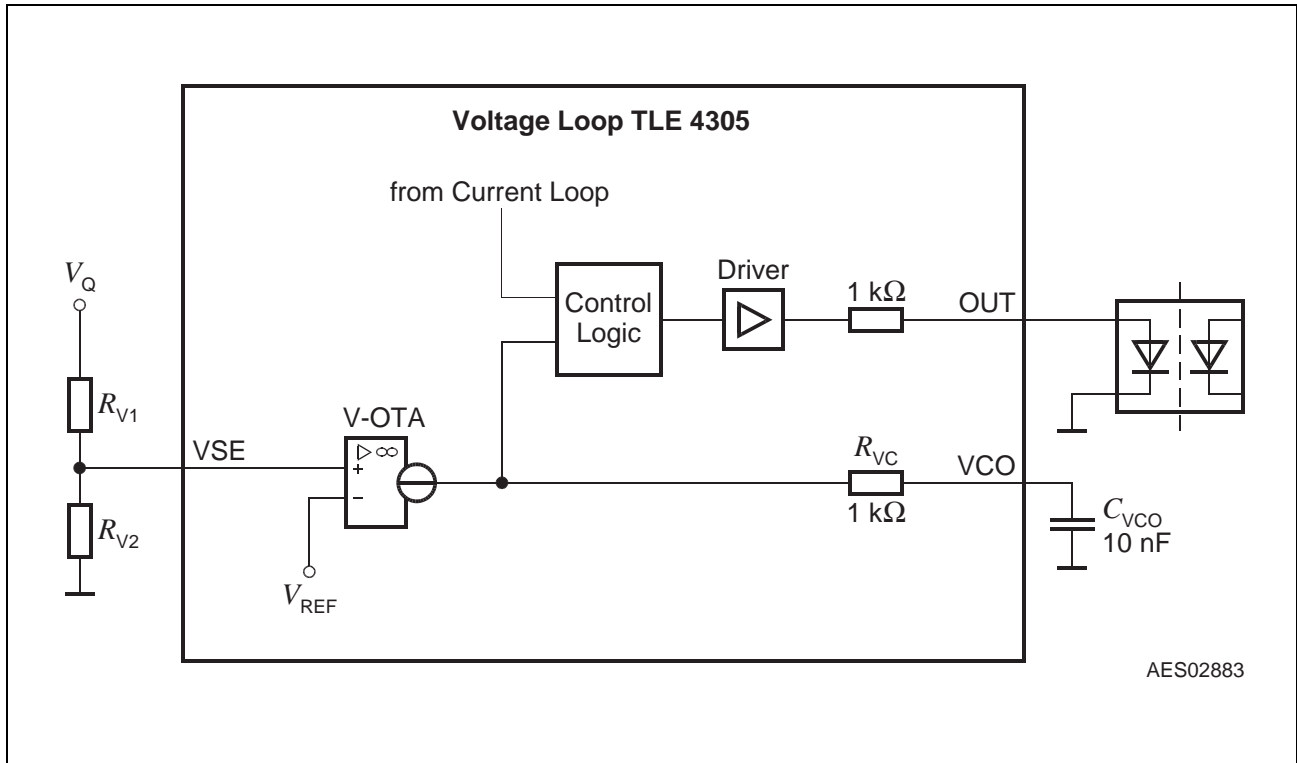 Voltage Loop TLE 4305
from Current Loop
VQ
Driver
Control
Logic
1 kΩ
OUT
RV1
V-OTA
VSE
▷ ∞
+
−
RVC
1 kΩ
VCO
CVCO
10 nF
RV2
VREF
AES02883